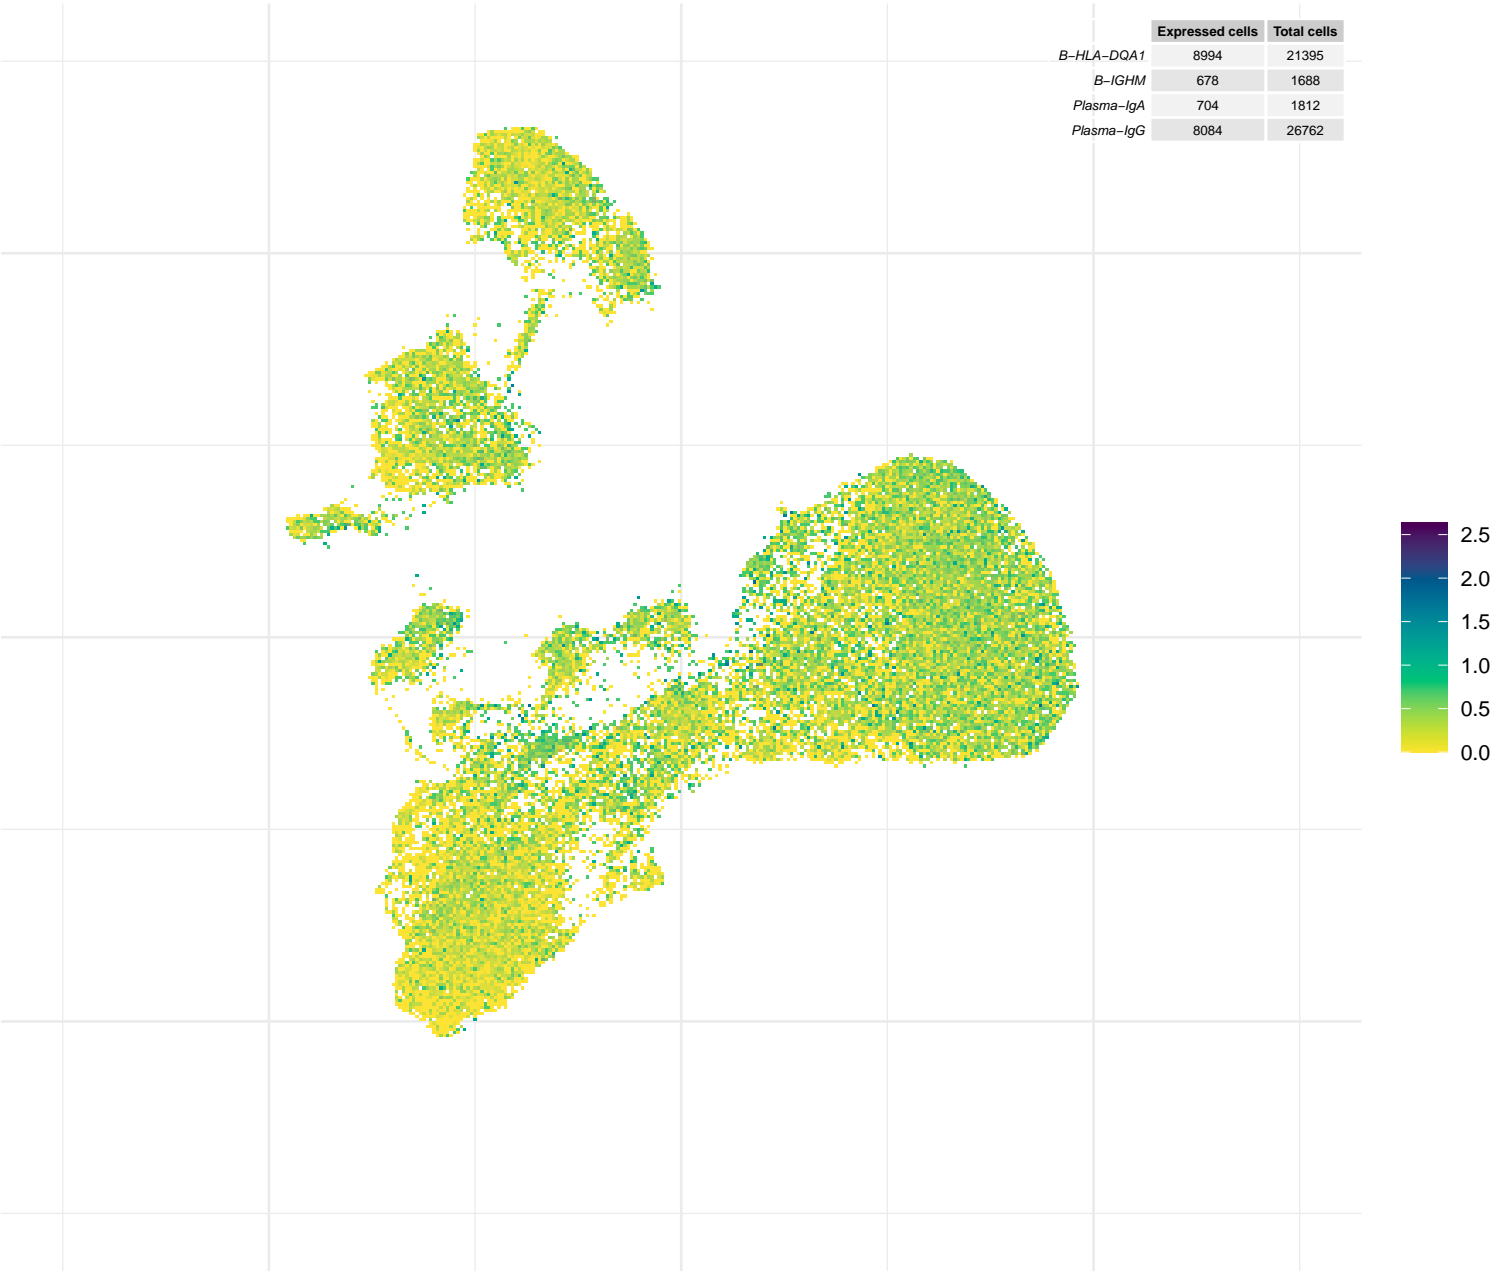 Expressed cells Total cells
B−HLA−DQA1 8994 21395
B−IGHM 678 1688
Plasma−IgA 704 1812
Plasma−IgG 8084 26762
2.5
2.0
1.5
1.0
0.5
0.0